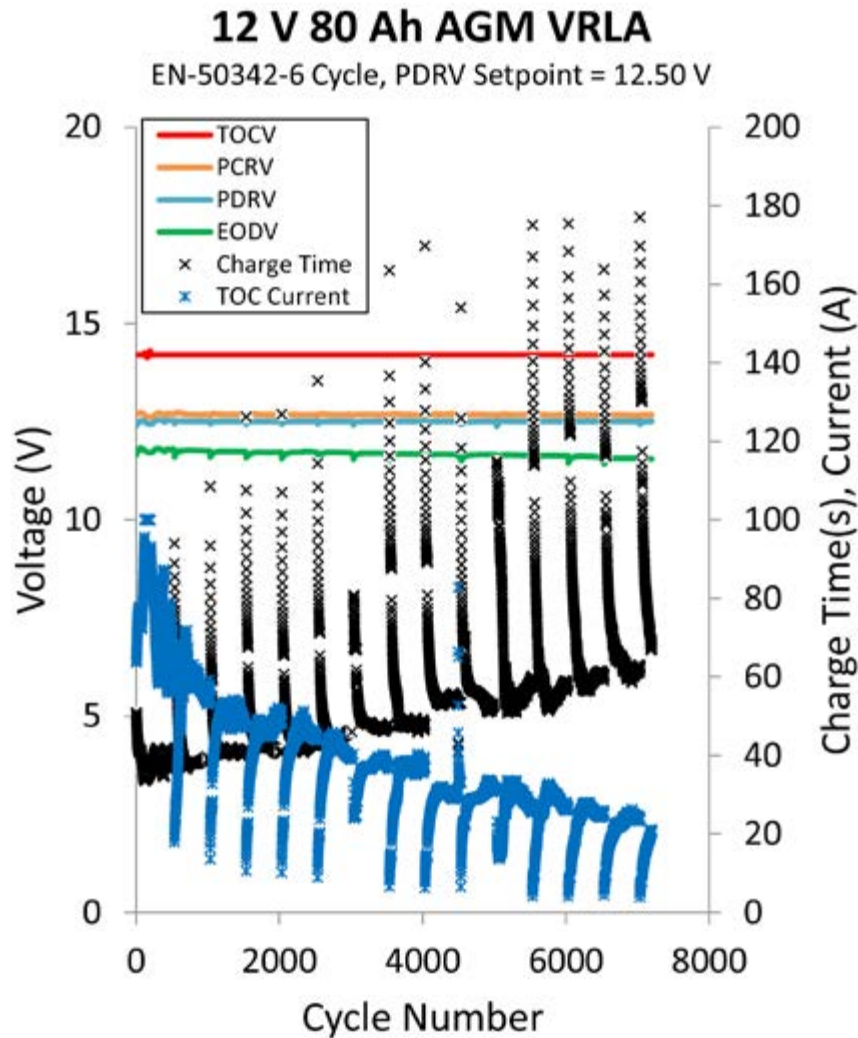 12 V 80 Ah AGM VRLA
EN-50342-6 Cycle, PDRV Setpoint = 12.50 V
TOCV
PCRV
PDRV
EODV
Charge Time
TOC Current
Voltage (V)
20
15
10
5
0
Charge Time(s), Current (A)
200
180
160
140
120
100
80
60
40
20
0
0
2000
4000
6000
8000
Cycle Number